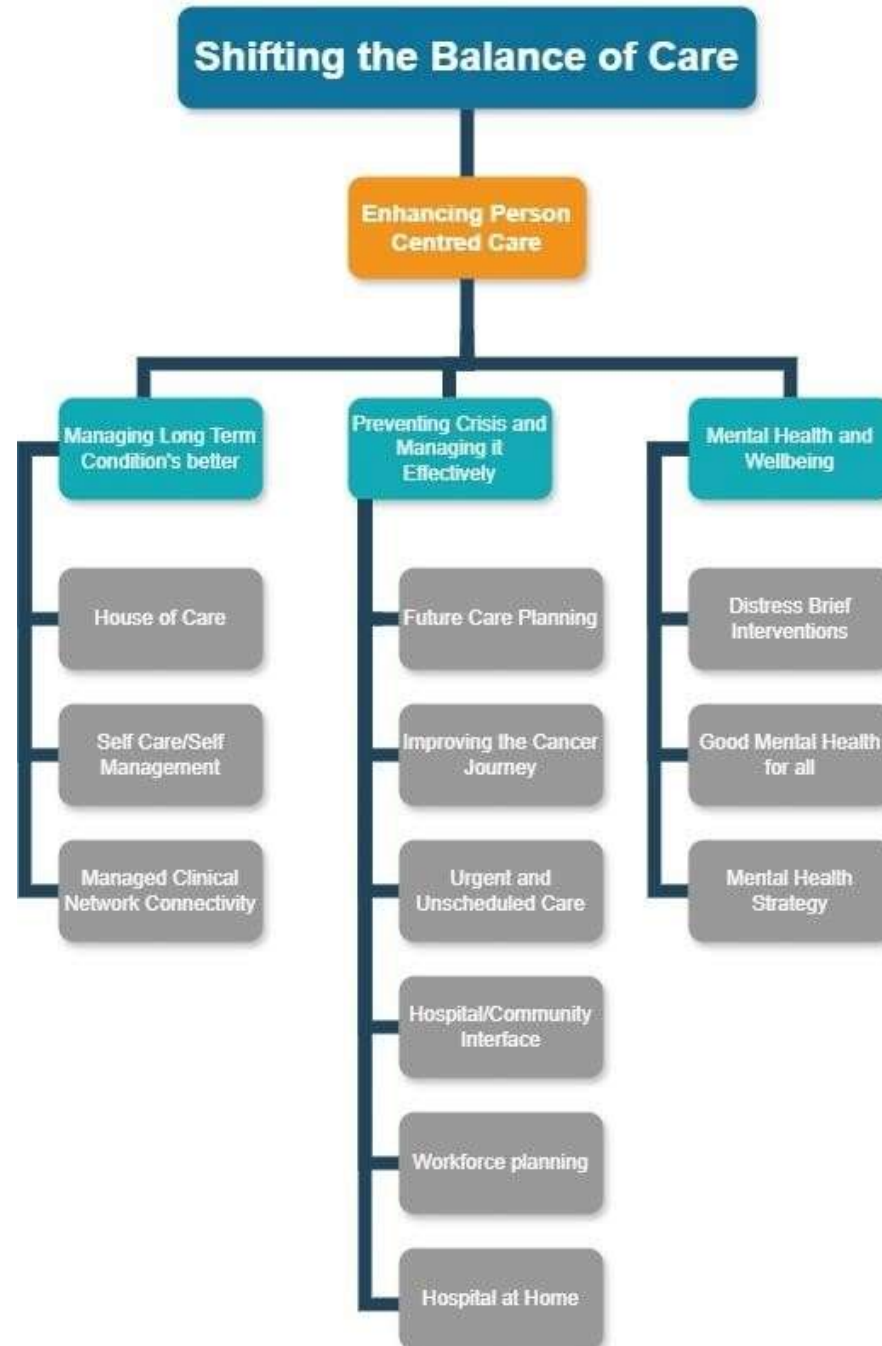 Shifting the Balance of Care
Enhancing Person
Centred Care
Managing Long Term
Condition's better
House of Care
Self Care/Self
Management
Managed Clinical
Network Connectivity
Preventing Crisis and
Managing it
Effectively
Future Care Planning
Improving the Cancer
Journey
Urgent and
Unscheduled Care
Hospital/Community
Interface
Workforce planning
Hospital at Home
Mental Health and
Wellbeing
Distress Brief
Interventions
Good Mental Health
for all
Mental Health
Strategy